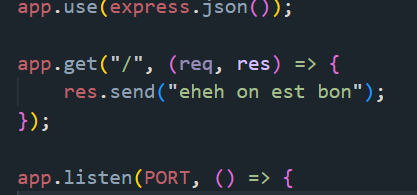 app.use(express.json());
app.get("/", (req, res) => {
res.send("eheh on est bon");
});
app.listen(PORT, () => {